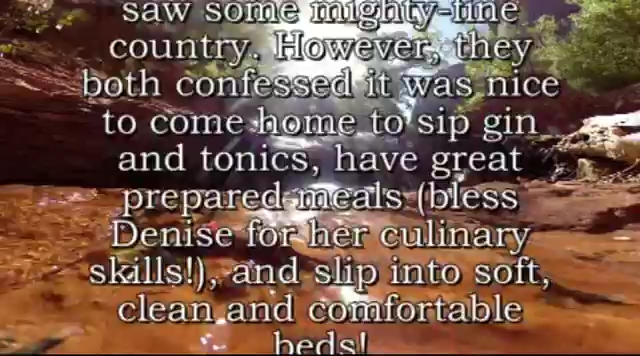 saw some mighty-fine
country. However, they
both confessed it was nice
to come home to sip gin
and tonics, have great
prepared meals (bless
Denise for her culinary
skills!), and slip into soft,
clean and comfortable
beds!